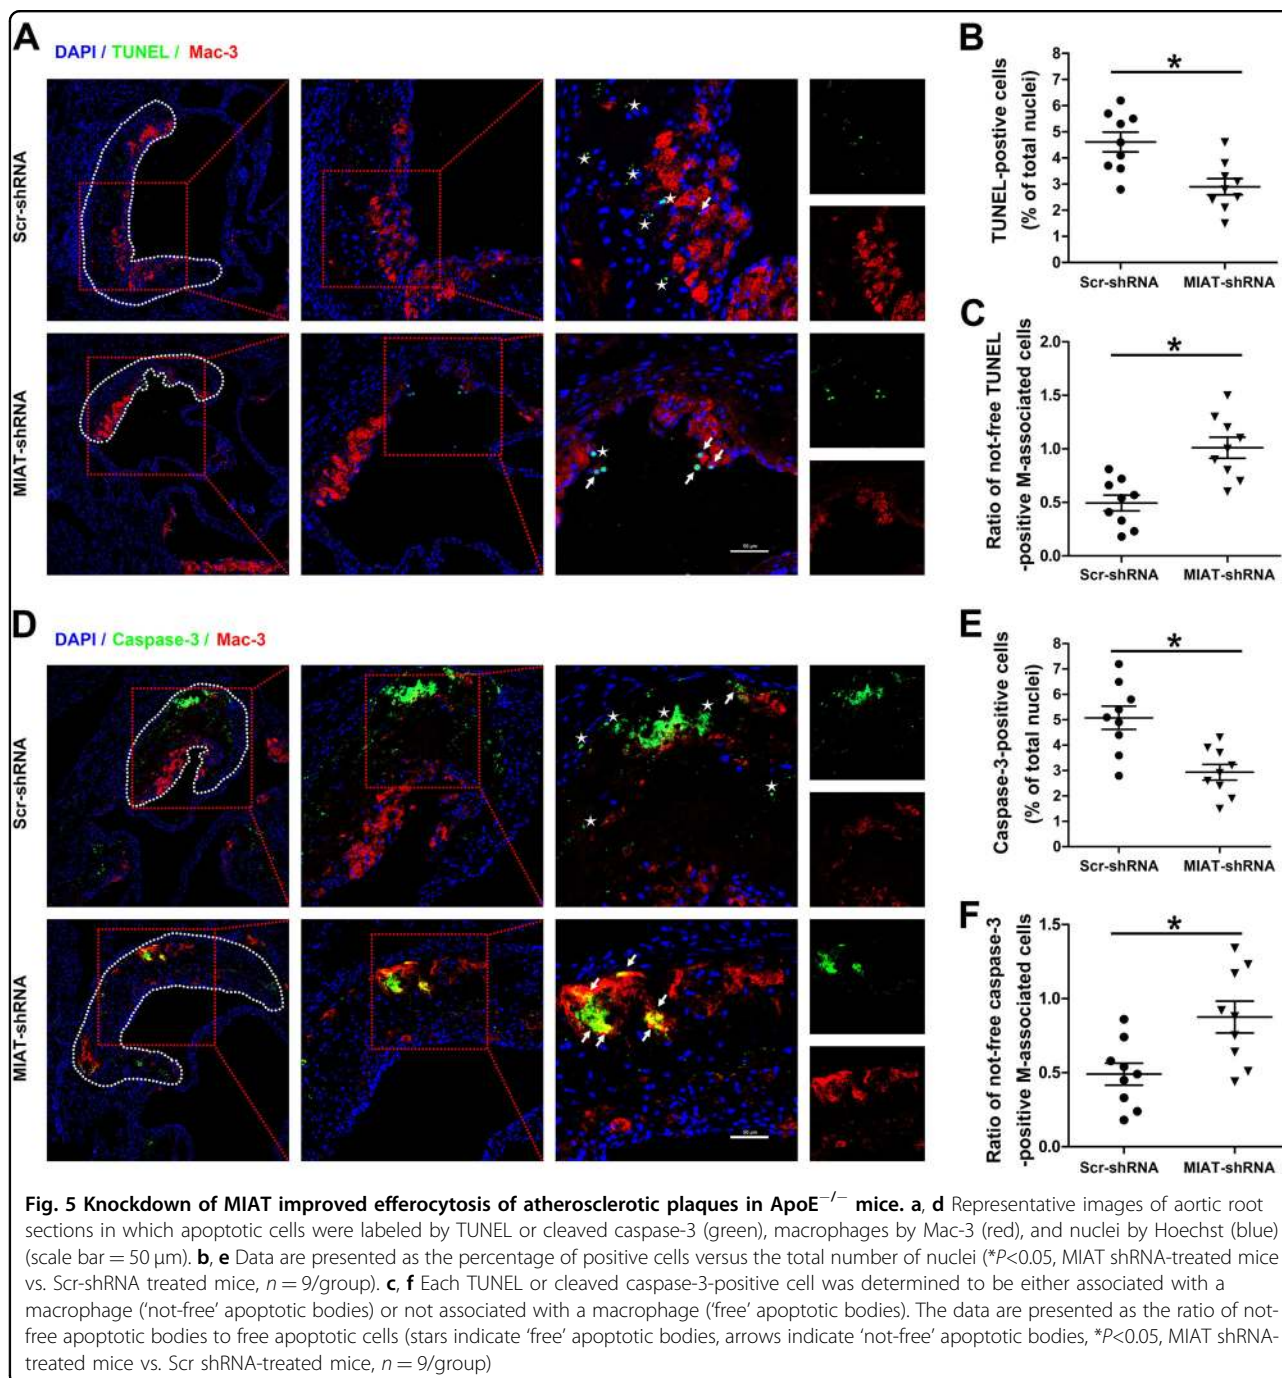 A
DAPI / TUNEL / Mac-3
Scr-shRNA
MIAT-shRNA
50 µm
B
TUNEL-postive cells
(% of total nuclei)
8
7
6
5
4
3
2
1
0
*
Scr-shRNA
MIAT-shRNA
C
Ratio of not-free TUNEL
-positive M-associated cells
2.0
1.5
1.0
0.5
0.0
*
Scr-shRNA
MIAT-shRNA
D
DAPI / Caspase-3 / Mac-3
Scr-shRNA
MIAT-shRNA
50 µm
E
Caspase-3-positive cells
(% of total nuclei)
8
7
6
5
4
3
2
1
0
*
Scr-shRNA
MIAT-shRNA
F
Ratio of not-free caspase-3
-positive M-associated cells
1.5
1.0
0.5
0.0
*
Scr-shRNA
MIAT-shRNA
Fig. 5 Knockdown of MIAT improved efferocytosis of atherosclerotic plaques in ApoE−/− mice. a, d Representative images of aortic root
sections in which apoptotic cells were labeled by TUNEL or cleaved caspase-3 (green), macrophages by Mac-3 (red), and nuclei by Hoechst (blue)
(scale bar = 50 µm). b, e Data are presented as the percentage of positive cells versus the total number of nuclei (*P<0.05, MIAT shRNA-treated mice
vs. Scr-shRNA treated mice, n = 9/group). c, f Each TUNEL or cleaved caspase-3-positive cell was determined to be either associated with a
macrophage (‘not-free’ apoptotic bodies) or not associated with a macrophage (‘free’ apoptotic bodies). The data are presented as the ratio of not-
free apoptotic bodies to free apoptotic cells (stars indicate ‘free’ apoptotic bodies, arrows indicate ‘not-free’ apoptotic bodies, *P<0.05, MIAT shRNA-
treated mice vs. Scr shRNA-treated mice, n = 9/group)